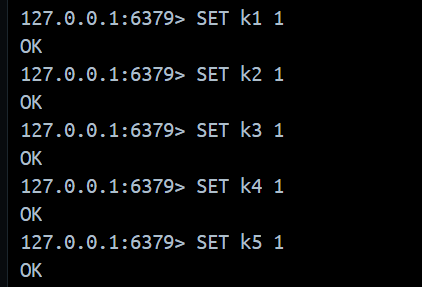 127.0.0.1:6379> SET k1 1
OK
127.0.0.1:6379> SET k2 1
OK
127.0.0.1:6379> SET k3 1
OK
127.0.0.1:6379> SET k4 1
OK
127.0.0.1:6379> SET k5 1
OK